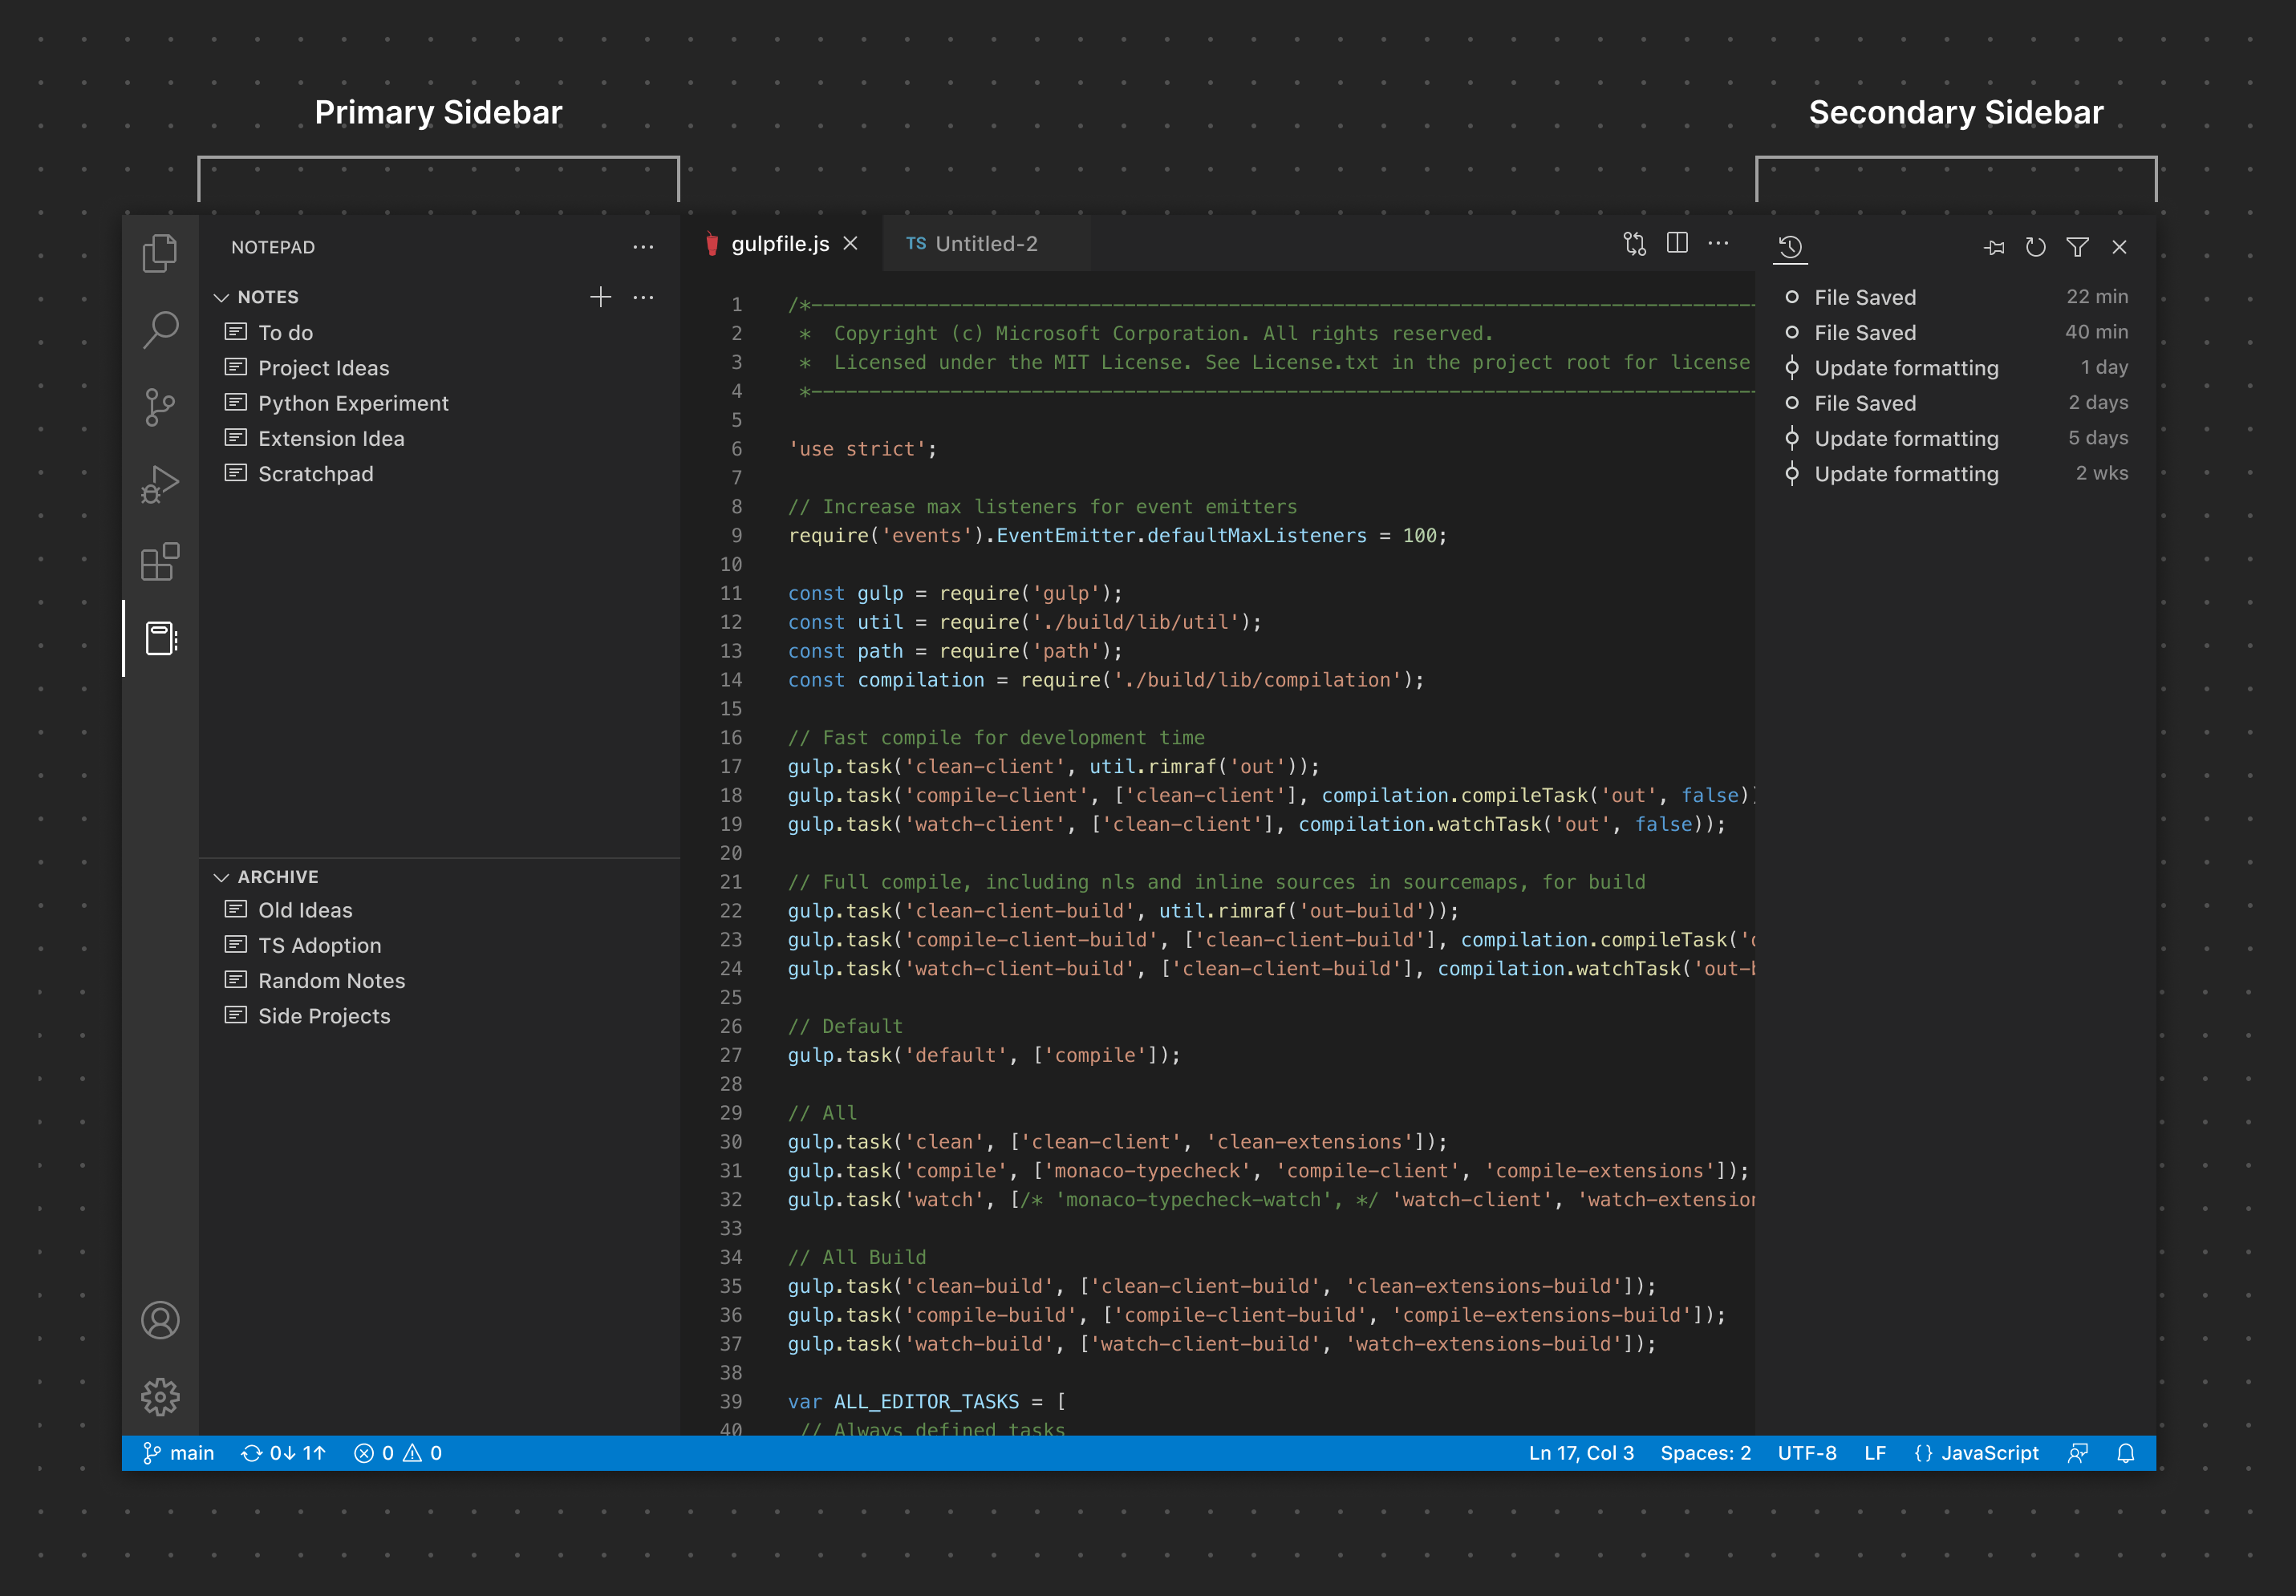 Primary Sidebar
Secondary Sidebar
NOTEPAD
NOTES
To do
Project Ideas
Python Experiment
Extension Idea
Scratchpad
ARCHIVE
Old Ideas
TS Adoption
Random Notes
Side Projects
gulpfile.js
TS Untitled-2
1 /*--------------------------------------------------------------------------------
2 * Copyright (c) Microsoft Corporation. All rights reserved.
3 * Licensed under the MIT License. See License.txt in the project root for license
4 *--------------------------------------------------------------------------------
5
6 'use strict';
7
8 // Increase max listeners for event emitters
9 require('events').EventEmitter.defaultMaxListeners = 100;
10
11 const gulp = require('gulp');
12 const util = require('./build/lib/util');
13 const path = require('path');
14 const compilation = require('./build/lib/compilation');
15
16 // Fast compile for development time
17 gulp.task('clean-client', util.rimraf('out'));
18 gulp.task('compile-client', ['clean-client'], compilation.compileTask('out', false))
19 gulp.task('watch-client', ['clean-client'], compilation.watchTask('out', false));
20
21 // Full compile, including nls and inline sources in sourcemaps, for build
22 gulp.task('clean-client-build', util.rimraf('out-build'));
23 gulp.task('compile-client-build', ['clean-client-build'], compilation.compileTask('
24 gulp.task('watch-client-build', ['clean-client-build'], compilation.watchTask('out-
25
26 // Default
27 gulp.task('default', ['compile']);
28
29 // All
30 gulp.task('clean', ['clean-client', 'clean-extensions']);
31 gulp.task('compile', ['monaco-typecheck', 'compile-client', 'compile-extensions']);
32 gulp.task('watch', [/* 'monaco-typecheck-watch', */ 'watch-client', 'watch-extension
33
34 // All Build
35 gulp.task('clean-build', ['clean-client-build', 'clean-extensions-build']);
36 gulp.task('compile-build', ['compile-client-build', 'compile-extensions-build']);
37 gulp.task('watch-build', ['watch-client-build', 'watch-extensions-build']);
38
39 var ALL_EDITOR_TASKS = [
40 // Always defined tasks
File Saved 22 min
File Saved 40 min
Update formatting 1 day
File Saved 2 days
Update formatting 5 days
Update formatting 2 wks
main 0↓ 1↑ 0 0 Ln 17, Col 3 Spaces: 2 UTF-8 LF {} JavaScript